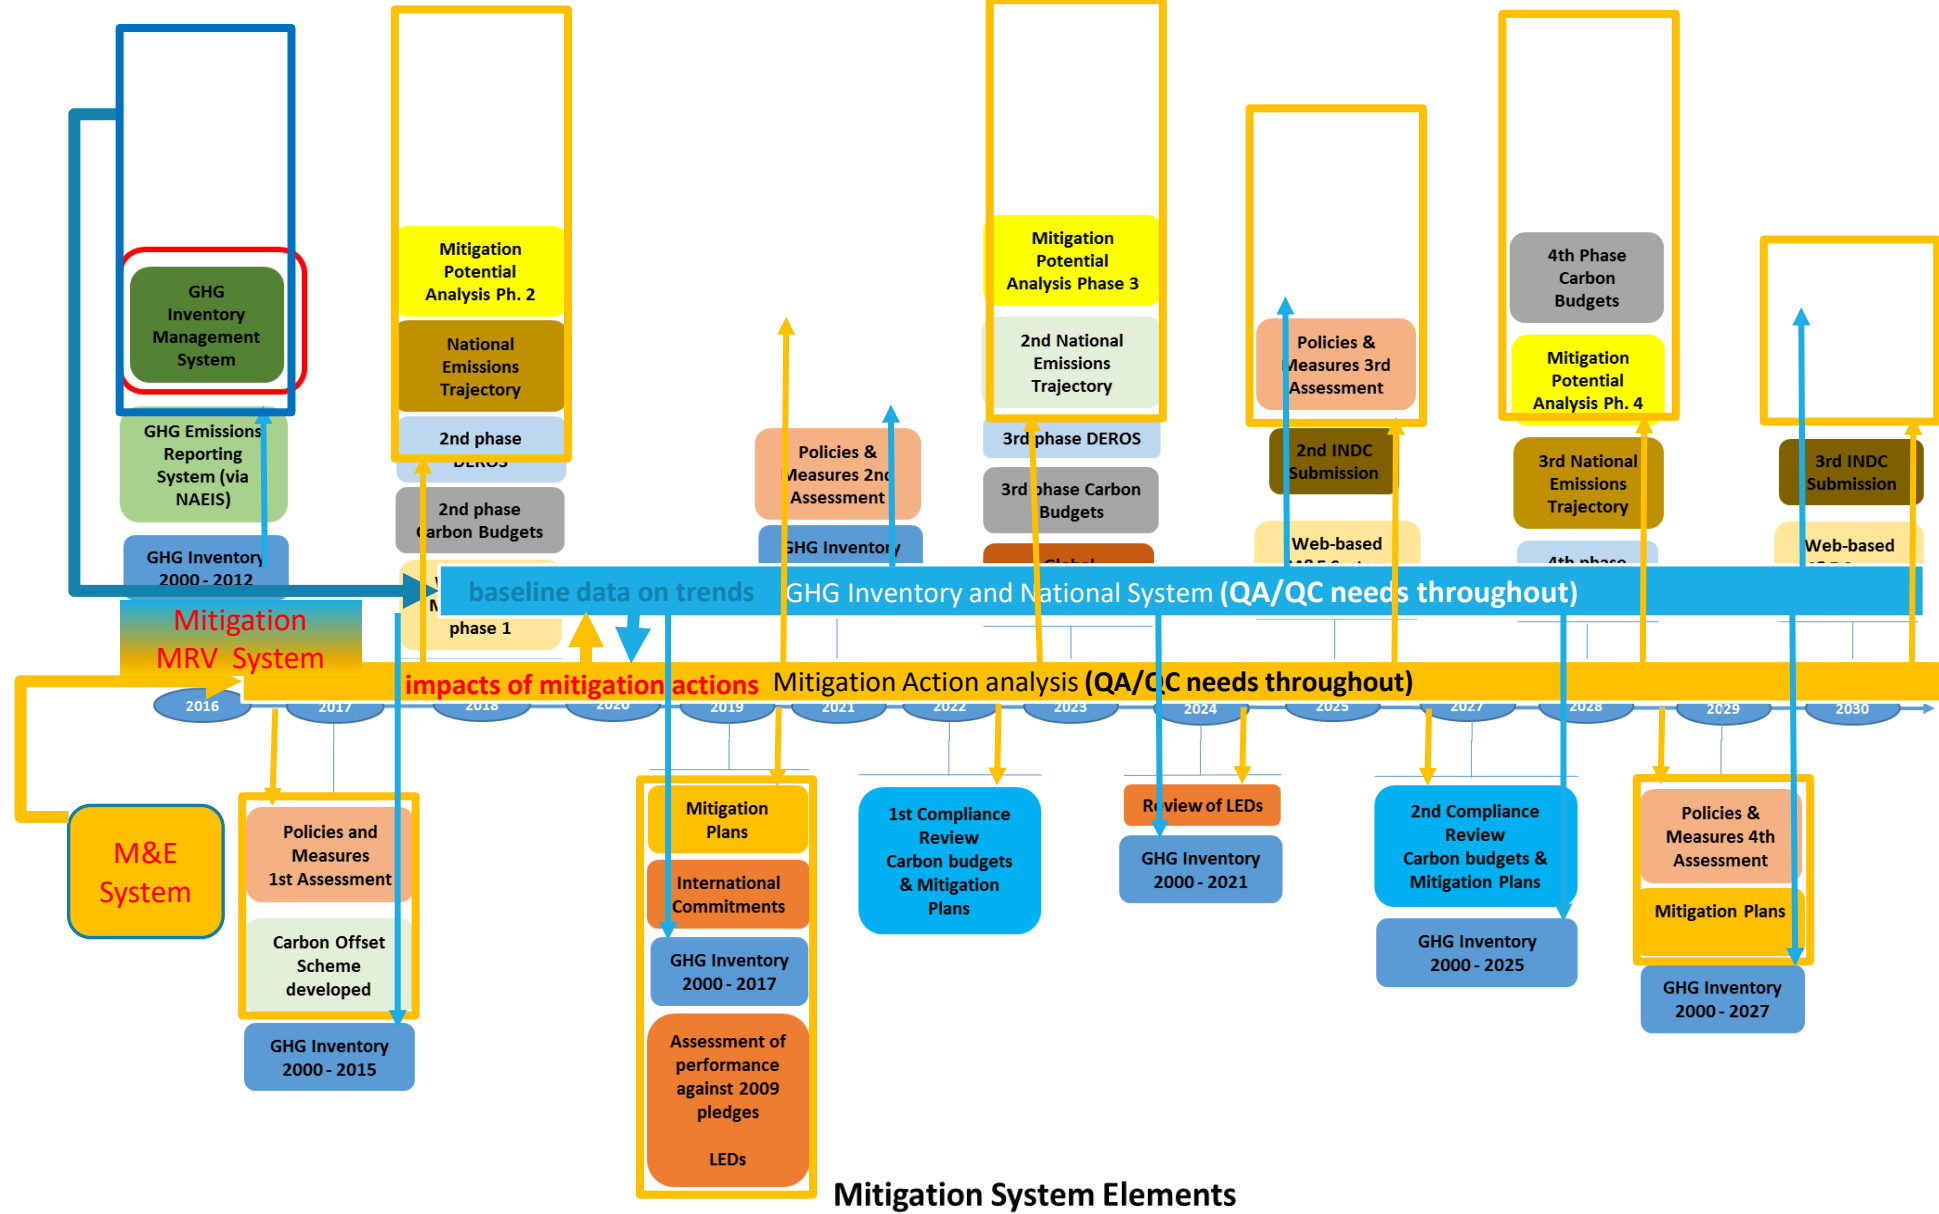 GHG
Inventory
Management
System
GHG Emissions
Reporting
System (via
NAEIS)
GHG Inventory
2000 - 2012
Mitigation
Potential
Analysis Ph. 2
National
Emissions
Trajectory
2nd phase
DEROS
2nd phase
Carbon Budgets
phase 1
Policies &
Measures 2nd
Assessment
GHG Inventory
Mitigation
Potential
Analysis Phase 3
2nd National
Emissions
Trajectory
3rd phase DEROS
3rd phase Carbon
Budgets
Global
Policies &
Measures 3rd
Assessment
2nd INDC
Submission
Web-based
M&E System
4th Phase
Carbon
Budgets
Mitigation
Potential
Analysis Ph. 4
3rd National
Emissions
Trajectory
4th phase
3rd INDC
Submission
Web-based
baseline data on trends
GHG Inventory and National System (QA/QC needs throughout)
Mitigation
MRV System
impacts of mitigation actions
Mitigation Action analysis (QA/QC needs throughout)
2016
2017
2018
2019
2020
2021
2022
2023
2024
2025
2027
2028
2029
2030
M&E
System
Policies and
Measures
1st Assessment
Carbon Offset
Scheme
developed
GHG Inventory
2000 - 2015
Mitigation
Plans
International
Commitments
GHG Inventory
2000 - 2017
Assessment of
performance
against 2009
pledges
LEDs
1st Compliance
Review
Carbon budgets
& Mitigation
Plans
Review of LEDs
GHG Inventory
2000 - 2021
2nd Compliance
Review
Carbon budgets &
Mitigation Plans
GHG Inventory
2000 - 2025
Policies &
Measures 4th
Assessment
Mitigation Plans
GHG Inventory
2000 - 2027
Mitigation System Elements